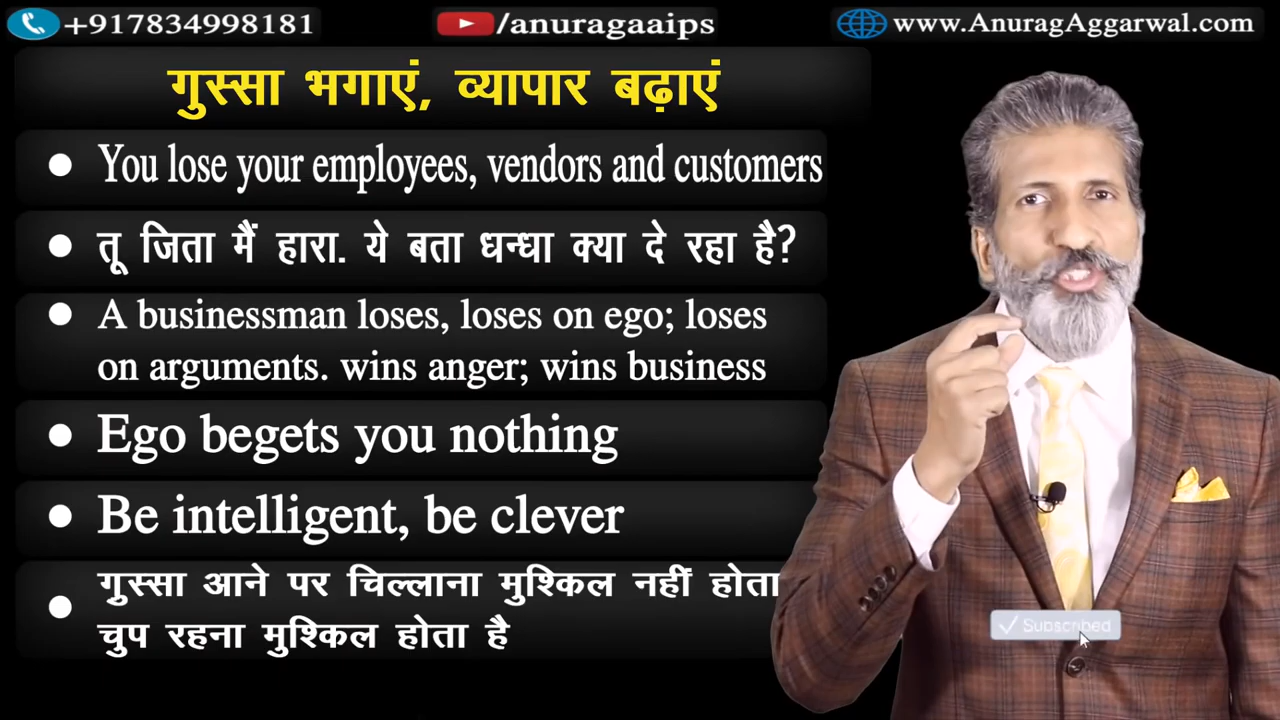 +917834998181
/anuragaaips
www.AnuragAggarwal.com
गुस्सा भगाएं, व्यापार बढ़ाएं
You lose your employees, vendors and customers
तू जिता मैं हारा. ये बता धन्धा क्या दे रहा है?
A businessman loses, loses on ego; loses
on arguments. wins anger; wins business
Ego begets you nothing
Be intelligent, be clever
गुस्सा आने पर चिल्लाना मुश्किल नहीं होता
चुप रहना मुश्किल होता है
Subscribed